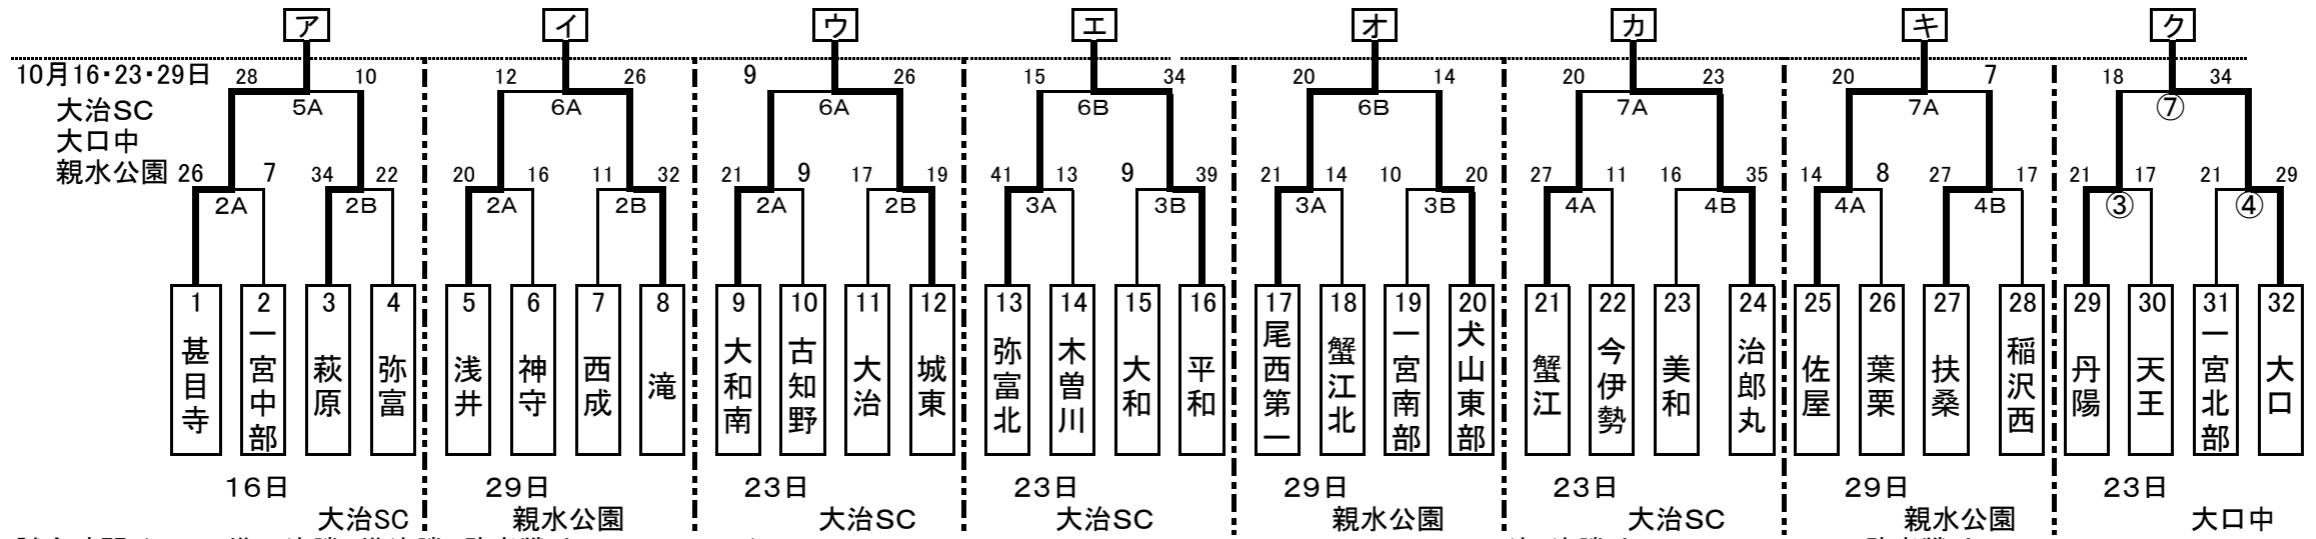 ア イ ウ エ オ カ キ ク
10月16・23・29日 28 10 12 26 9 26 15 34 20 14 20 23 20 7 18 34
大治SC 5A 6A 6A 6B 6B 7A 7A ⑦
大口中
親水公園 26 7 34 22 20 16 11 32 21 9 17 19 41 13 9 39 21 14 10 20 27 11 16 35 14 8 27 17 21 17 21 29
2A 2B 2A 2B 2A 2B 3A 3B 3A 3B 4A 4B 4A 4B ③ ④
1 甚目寺
2 一宮中部
3 萩原
4 弥富
5 浅井
6 神守
7 西成
8 滝
9 大和南
10 古知野
11 大治
12 城東
13 弥富北
14 木曽川
15 大和
16 平和
17 尾西第一
18 蟹江北
19 一宮南部
20 犬山東部
21 蟹江
22 今伊勢
23 美和
24 治郎丸
25 佐屋
26 葉栗
27 扶桑
28 稲沢西
29 丹陽
30 天王
31 一宮北部
32 大口
16日 29日 23日 23日 29日 23日 29日 23日
大治SC 親水公園 大治SC 大治SC 親水公園 大治SC 親水公園 大口中